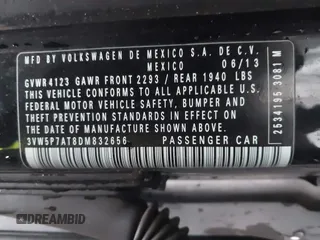 MFD BY VOLKSWAGEN DE MEXICO S.A. DE C.V.
MEXICO 06/13
GVWR4123 GAWR FRONT 2293 / REAR 1940 LBS
THIS VEHICLE CONFORMS TO ALL APPLICABLE U.S.
FEDERAL MOTOR VEHICLE SAFETY, BUMPER AND
THEFT PREVENTION STANDARDS IN EFFECT ON THE
DATE OF MANUFACTURE SHOWN ABOVE
3VW5P7AT8DM832656 PASSENGER CAR
2534195 3081 M
DREAMBID